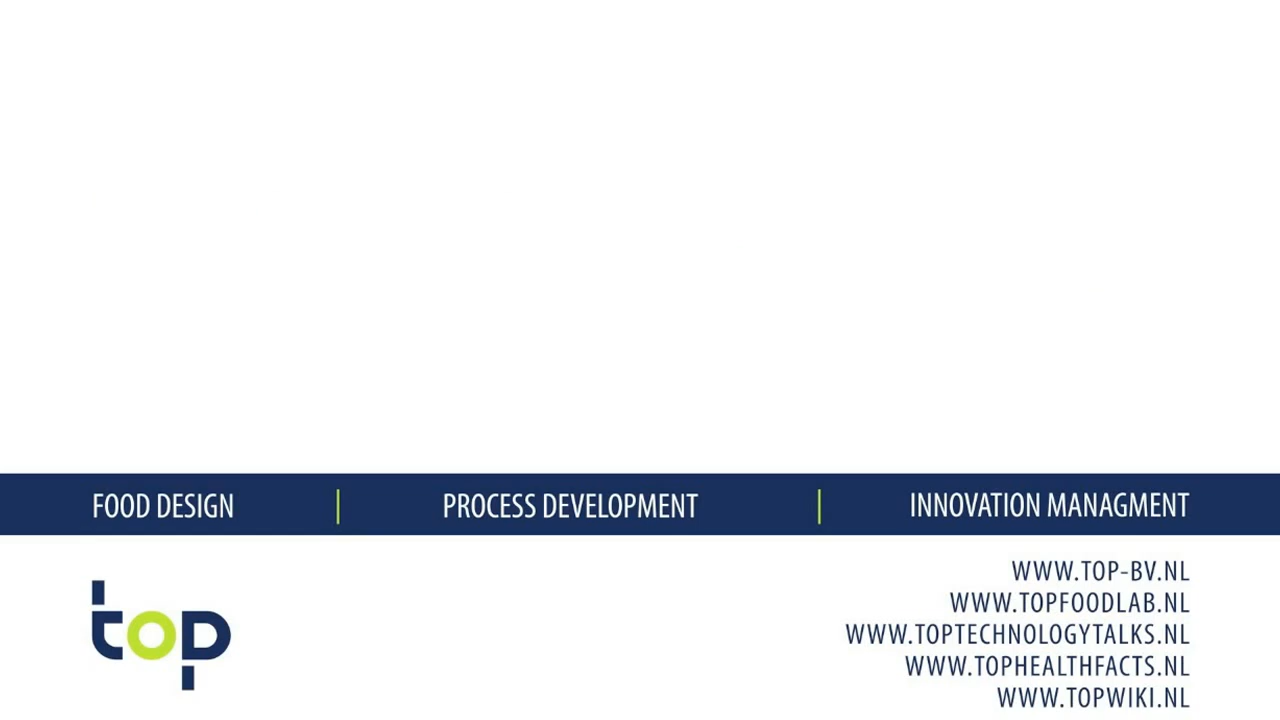 FOOD DESIGN | PROCESS DEVELOPMENT | INNOVATION MANAGMENT
top
WWW.TOP-BV.NL
WWW.TOPFOODLAB.NL
WWW.TOPTECHNOLOGYTALKS.NL
WWW.TOPHEALTHFACTS.NL
WWW.TOPWIKI.NL